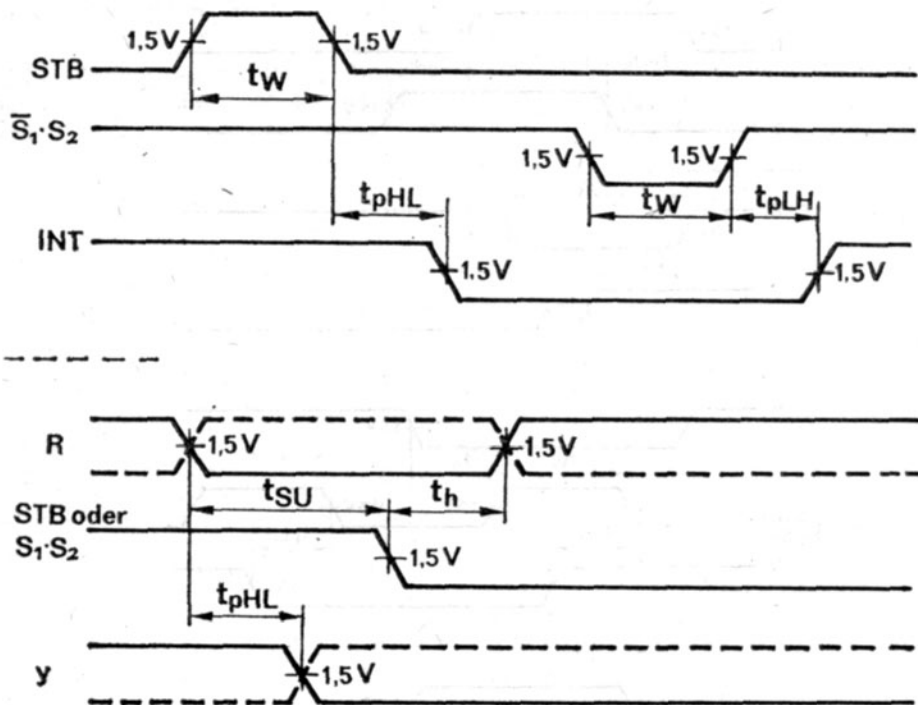 1,5V 1,5V
STB
tW
S̄1·S2
1,5V 1,5V
tpHL tW tpLH
INT
1,5V 1,5V
R 1,5V 1,5V
tSU th
STB oder
S1·S2 1,5V
tpHL
y 1,5V